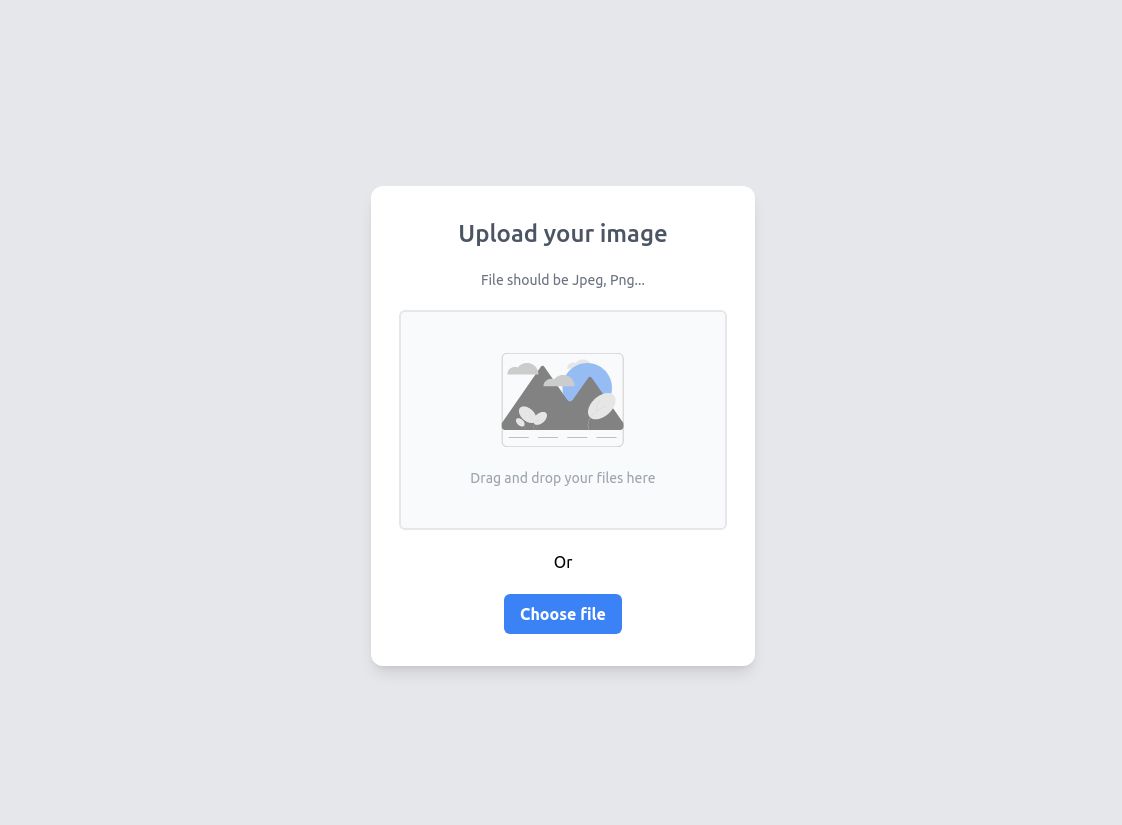 Upload your image
File should be Jpeg, Png...
Drag and drop your files here
Or
Choose file